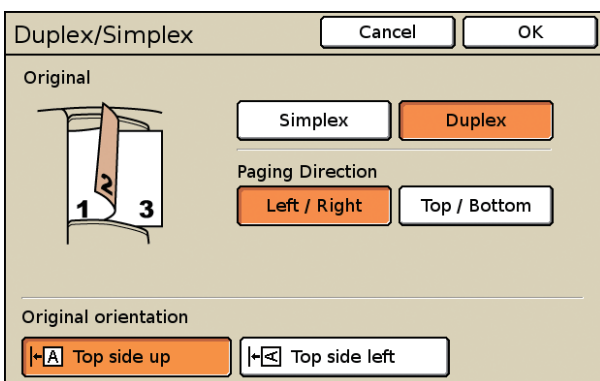 Duplex/Simplex Cancel OK
Original
Simplex Duplex
Paging Direction
1 2 3 Left / Right Top / Bottom
Original orientation
A Top side up A Top side left